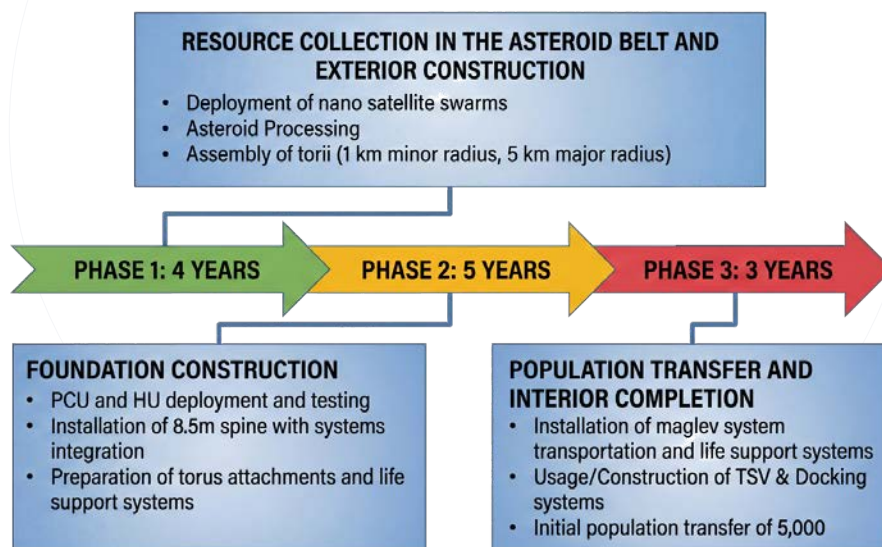 RESOURCE COLLECTION IN THE ASTEROID BELT AND
EXTERIOR CONSTRUCTION
• Deployment of nano satellite swarms
• Asteroid Processing
• Assembly of torii (1 km minor radius, 5 km major radius)
PHASE 1: 4 YEARS
PHASE 2: 5 YEARS
PHASE 3: 3 YEARS
FOUNDATION CONSTRUCTION
• PCU and HU deployment and testing
• Installation of 8.5m spine with systems
integration
• Preparation of torus attachments and life
support systems
POPULATION TRANSFER AND
INTERIOR COMPLETION
• Installation of maglev system
transportation and life support systems
• Usage/Construction of TSV & Docking
systems
• Initial population transfer of 5,000